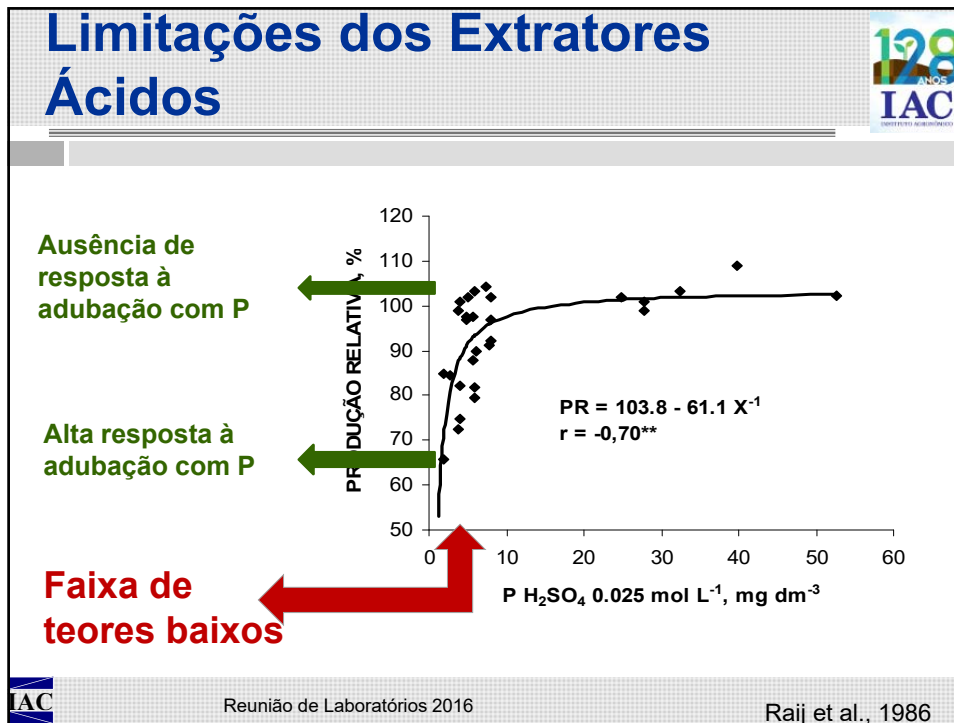 Limitações dos Extratores
Ácidos
128
ANOS
IAC
INSTITUTO AGRONÔMICO
Ausência de
resposta à
adubação com P
Alta resposta à
adubação com P
Faixa de
teores baixos
PRODUÇÃO RELATIVA, %
120
110
100
90
80
70
60
50
0 10 20 30 40 50 60
PR = 103.8 - 61.1 X⁻¹
r = -0,70**
P H₂SO₄ 0.025 mol L⁻¹, mg dm⁻³
IAC
Reunião de Laboratórios 2016
Raij et al., 1986